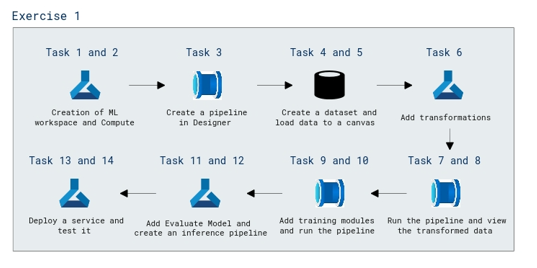 Exercise 1
Task 1 and 2
Task 3
Task 4 and 5
Task 6
Creation of ML
workspace and Compute
Create a pipeline
in Designer
Create a dataset and
load data to a canvas
Add transformations
Task 13 and 14
Task 11 and 12
Task 9 and 10
Task 7 and 8
Deploy a service and
test it
Add Evaluate Model and
create an inference pipeline
Add training modules
and run the pipeline
Run the pipeline and view
the transformed data